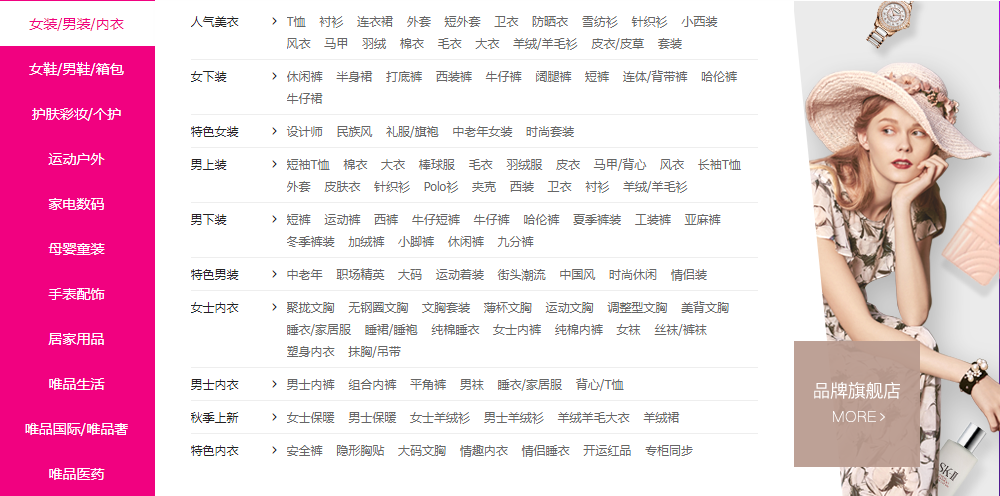 女装/男装/内衣
女鞋/男鞋/箱包
护肤彩妆/个护
运动户外
家电数码
母婴童装
手表配饰
居家用品
唯品生活
唯品国际/唯品奢
唯品医药
人气美衣 > T恤 衬衫 连衣裙 外套 短外套 卫衣 防晒衣 雪纺衫 针织衫 小西装
风衣 马甲 羽绒 棉衣 毛衣 大衣 羊绒/羊毛衫 皮衣/皮草 套装
女下装 > 休闲裤 半身裙 打底裤 西装裤 牛仔裤 阔腿裤 短裤 连体/背带裤 哈伦裤
牛仔裙
特色女装 > 设计师 民族风 礼服/旗袍 中老年女装 时尚套装
男上装 > 短袖T恤 棉衣 大衣 棒球服 毛衣 羽绒服 皮衣 马甲/背心 风衣 长袖T恤
外套 皮肤衣 针织衫 Polo衫 夹克 西装 卫衣 衬衫 羊绒/羊毛衫
男下装 > 短裤 运动裤 西裤 牛仔短裤 牛仔裤 哈伦裤 夏季裤装 工装裤 亚麻裤
冬季裤装 加绒裤 小脚裤 休闲裤 九分裤
特色男装 > 中老年 职场精英 大码 运动着装 街头潮流 中国风 时尚休闲 情侣装
女士内衣 > 聚拢文胸 无钢圈文胸 文胸套装 薄杯文胸 运动文胸 调整型文胸 美背文胸
睡衣/家居服 睡裙/睡袍 纯棉睡衣 女士内裤 纯棉内裤 女袜 丝袜/裤袜
塑身内衣 抹胸/吊带
男士内衣 > 男士内裤 组合内裤 平角裤 男袜 睡衣/家居服 背心/T恤
秋季上新 > 女士保暖 男士保暖 女士羊绒衫 男士羊绒衫 羊绒羊毛大衣 羊绒裙
特色内衣 > 安全裤 隐形胸贴 大码文胸 情趣内衣 情侣睡衣 开运红品 专柜同步
品牌旗舰店
MORE >
SK-II